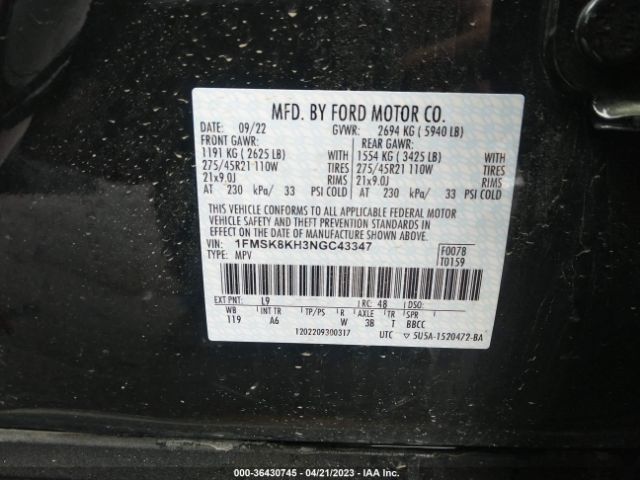 MFD. BY FORD MOTOR CO.
DATE: 09/22 GVWR: 2694 KG ( 5940 LB)
FRONT GAWR: REAR GAWR:
1191 KG ( 2625 LB) WITH 1554 KG ( 3425 LB) WITH
275/45R21 110W TIRES 275/45R21 110W TIRES
21x9.0J RIMS 21x9.0J RIMS
AT 230 kPa/ 33 PSI COLD AT 230 kPa/ 33 PSI COLD
THIS VEHICLE CONFORMS TO ALL APPLICABLE FEDERAL MOTOR
VEHICLE SAFETY AND THEFT PREVENTION STANDARDS IN
EFFECT ON THE DATE OF MANUFACTURE SHOWN ABOVE.
VIN: 1FMSK8KH3NGC43347 F0078
TYPE: MPV T0159
EXT PNT: L9 RC: 48 DSO:
WB INT TR TP/PS R AXLE TR SPR
119 A6 W 3B T BBCC
1202209300317 UTC ▽ 5U5A-1520472-BA
000-36430745 / 04/21/2023 - IAA Inc.